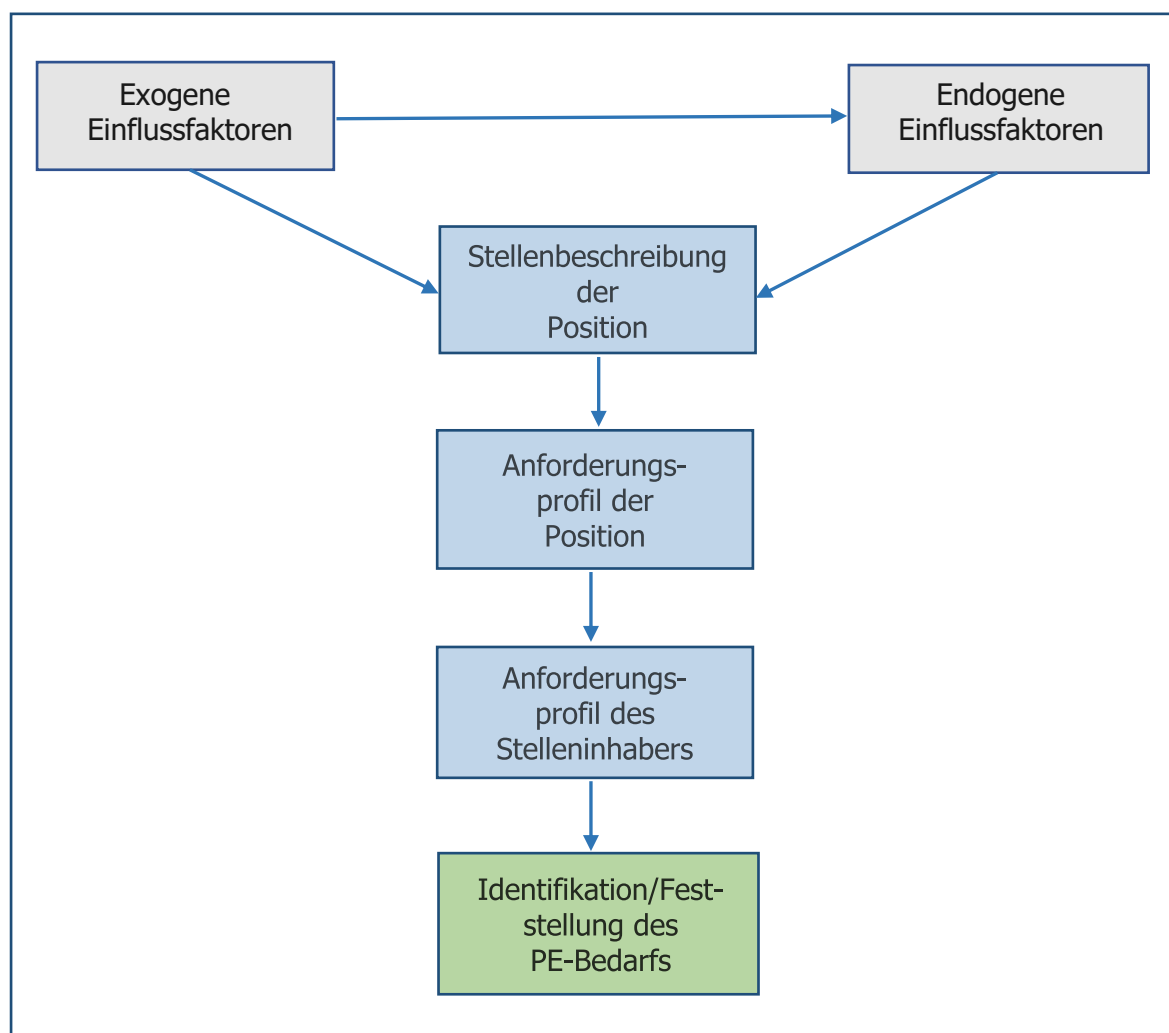 Exogene
Einflussfaktoren
Endogene
Einflussfaktoren
Stellenbeschreibung
der
Position
Anforderungs-
profil der
Position
Anforderungs-
profil des
Stelleninhabers
Identifikation/Fest-
stellung des
PE-Bedarfs